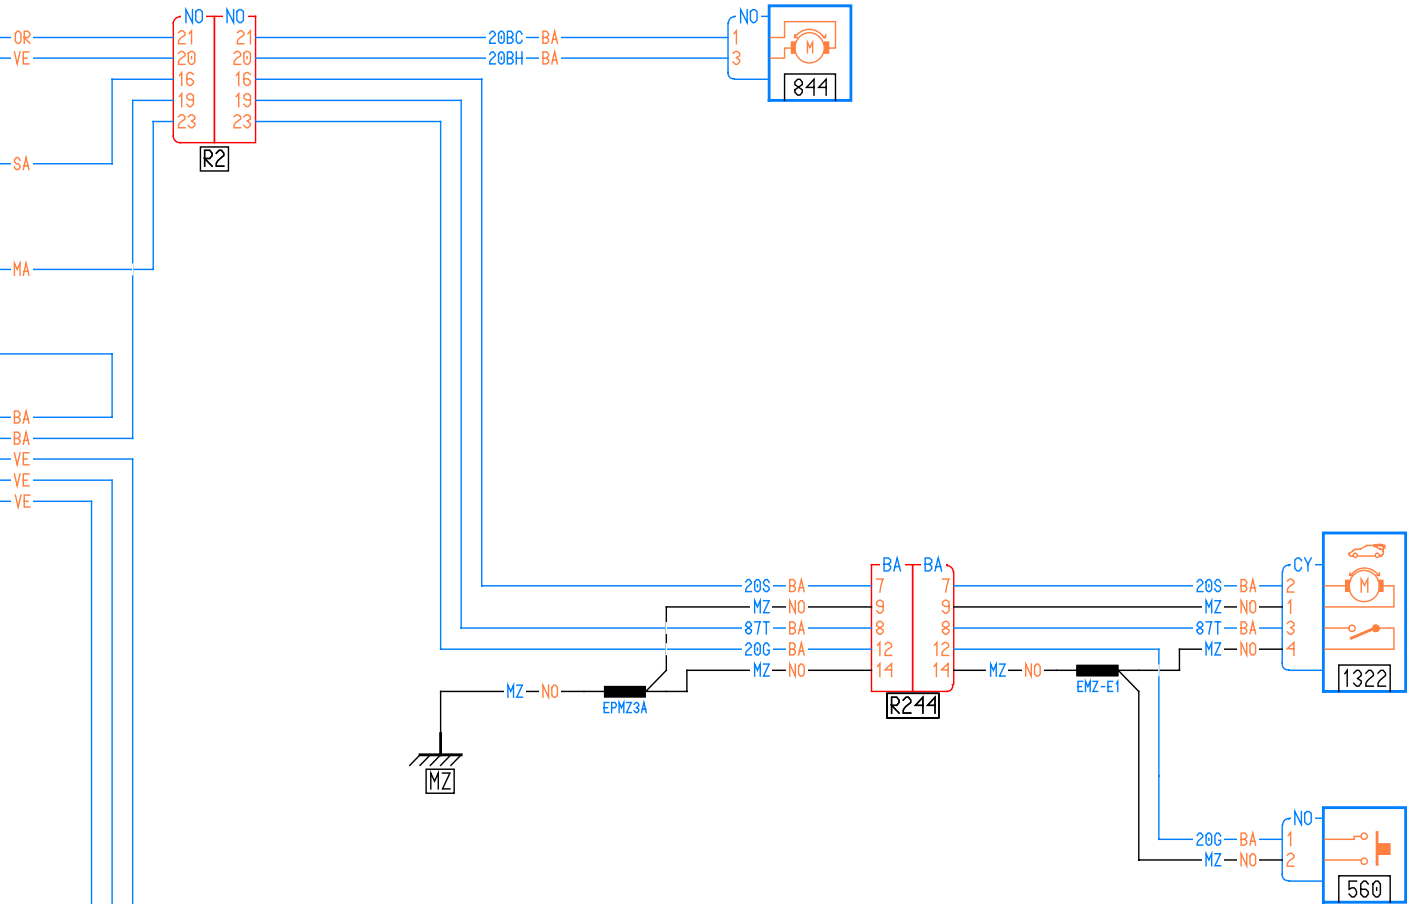 NO NO NO
OR 21 21 20BC BA 1
VE 20 20 20BH BA 3
M
16 16
844
19 19
23 23
SA R2
MA
BA
BA
VE
VE
VE
BA BA CY
7 7 20S BA 2
20S BA
MZ NO 9 9 MZ NO 1
M
87T BA 8 8 87T BA 3
20G BA 12 12 MZ NO 4
MZ NO 14 14 MZ NO
1322
MZ NO
EPMZ3A R244 EMZ-E1
MZ
NO
20G BA 1
MZ NO 2
560